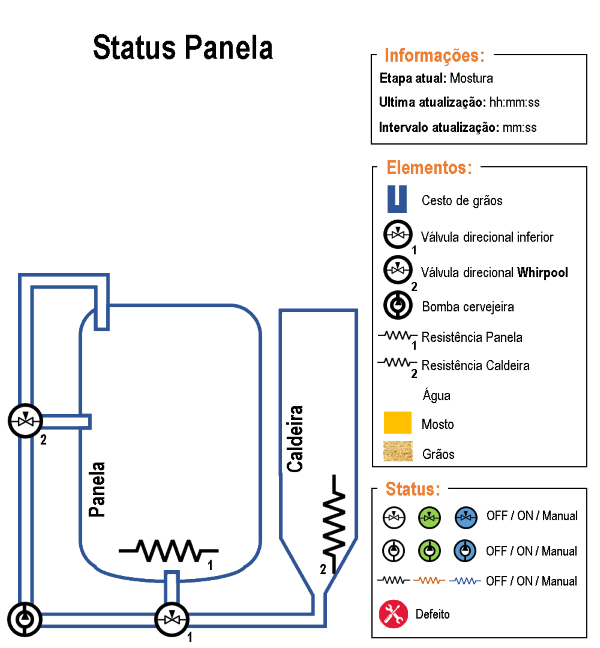 Status Panela
Informações:
Etapa atual: Mostura
Ultima atualização: hh:mm:ss
Intervalo atualização: mm:ss
Elementos:
Cesto de grãos
1 Válvula direcional inferior
2 Válvula direcional Whirpool
Bomba cervejeira
1 Resistência Panela
2 Resistência Caldeira
Água
Mosto
Grãos
Status:
OFF / ON / Manual
OFF / ON / Manual
OFF / ON / Manual
Defeito
Panela
Caldeira
2
1
2
1